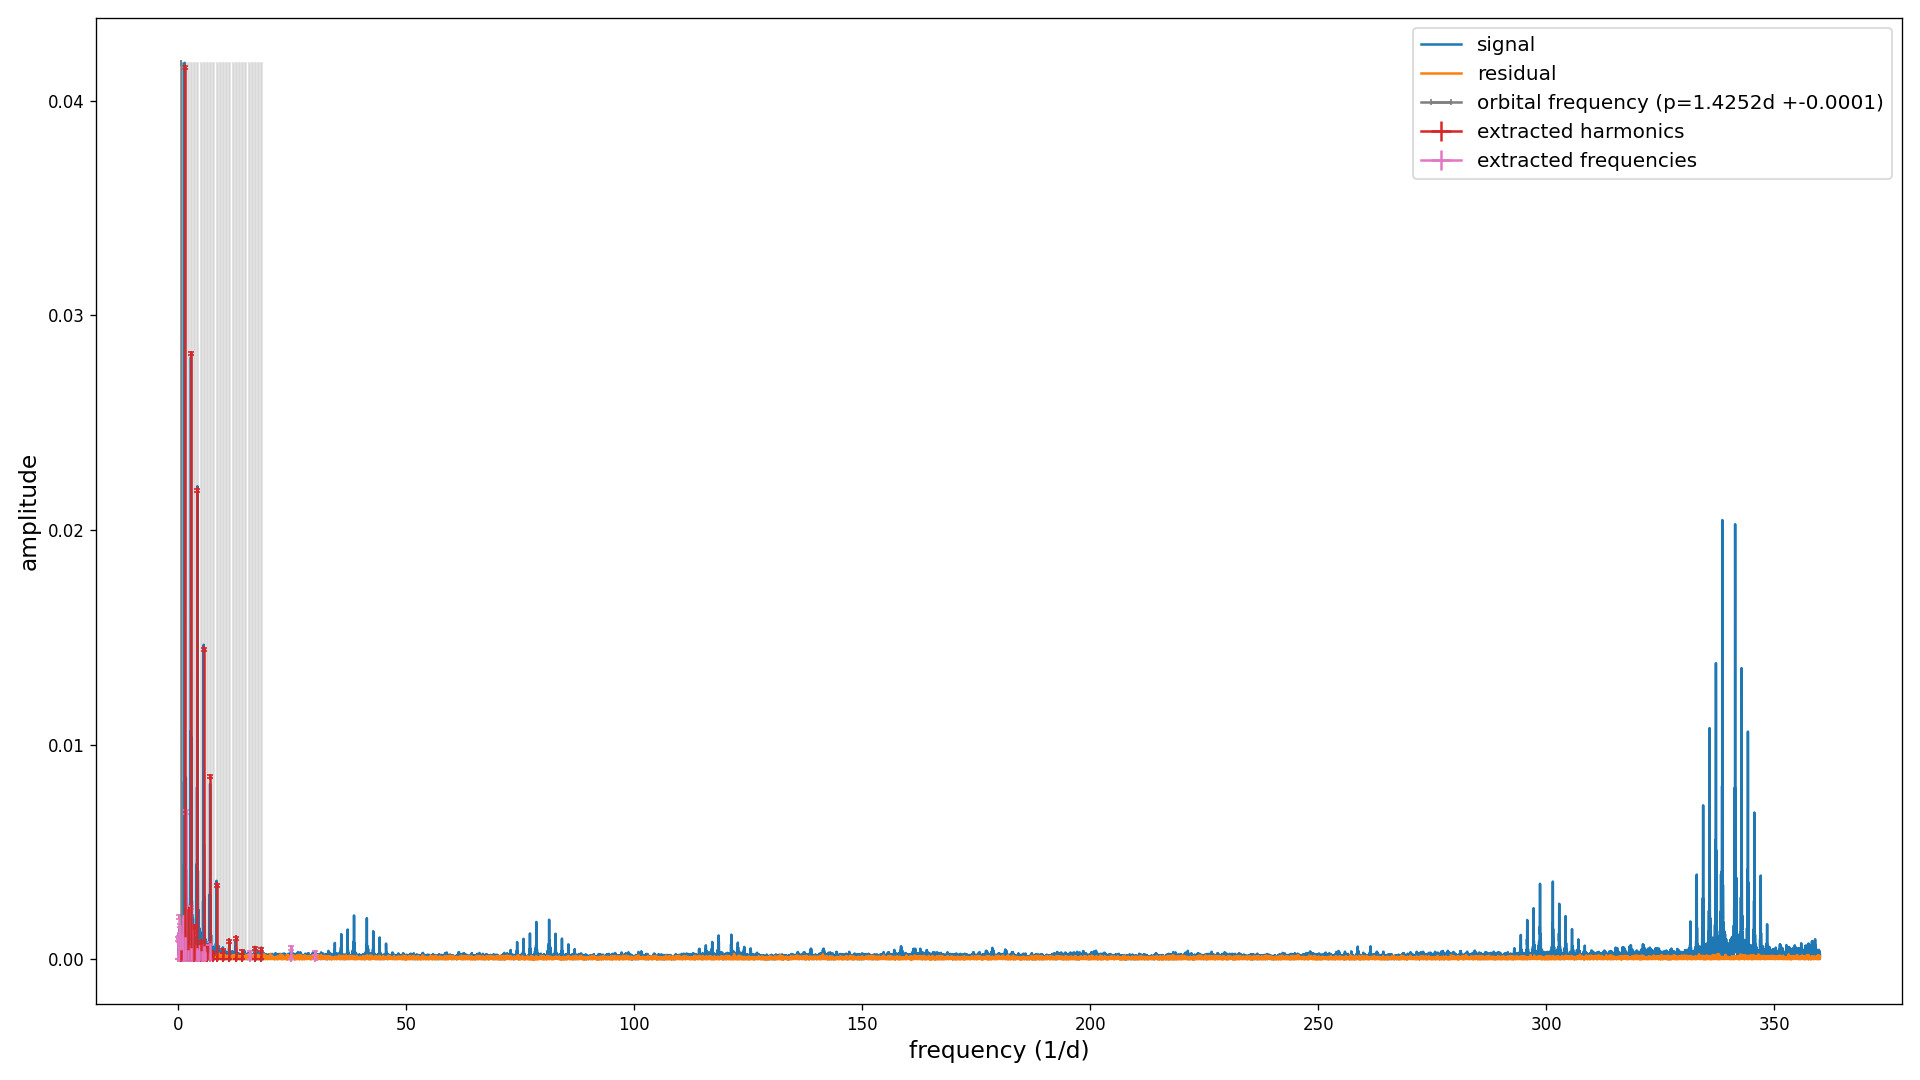 signal
residual
orbital frequency (p=1.4252d +-0.0001)
extracted harmonics
extracted frequencies
amplitude
0.04
0.03
0.02
0.01
0.00
0 50 100 150 200 250 300 350
frequency (1/d)